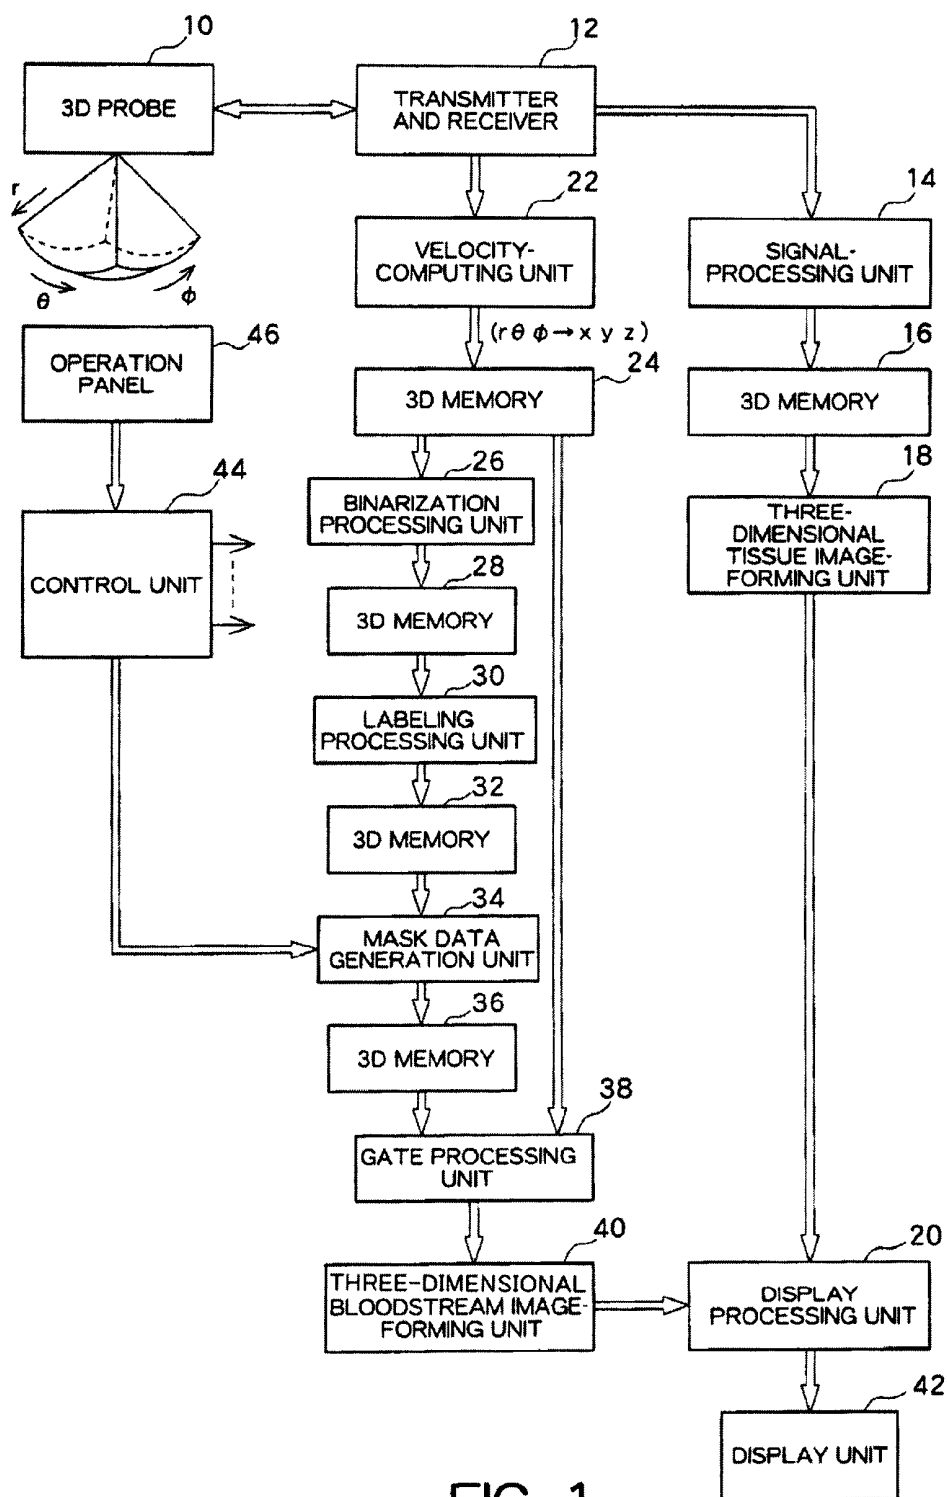 10
3D PROBE
12
TRANSMITTER
AND RECEIVER
r
θ
φ
22
VELOCITY-
COMPUTING UNIT
14
SIGNAL-
PROCESSING UNIT
(r θ φ → x y z)
46
OPERATION
PANEL
24
3D MEMORY
16
3D MEMORY
44
CONTROL UNIT
26
BINARIZATION
PROCESSING UNIT
18
THREE-
DIMENSIONAL
TISSUE IMAGE-
FORMING UNIT
28
3D MEMORY
30
LABELING
PROCESSING UNIT
32
3D MEMORY
34
MASK DATA
GENERATION UNIT
36
3D MEMORY
38
GATE PROCESSING
UNIT
40
THREE-DIMENSIONAL
BLOODSTREAM IMAGE-
FORMING UNIT
20
DISPLAY
PROCESSING UNIT
42
DISPLAY UNIT
FIG. 1